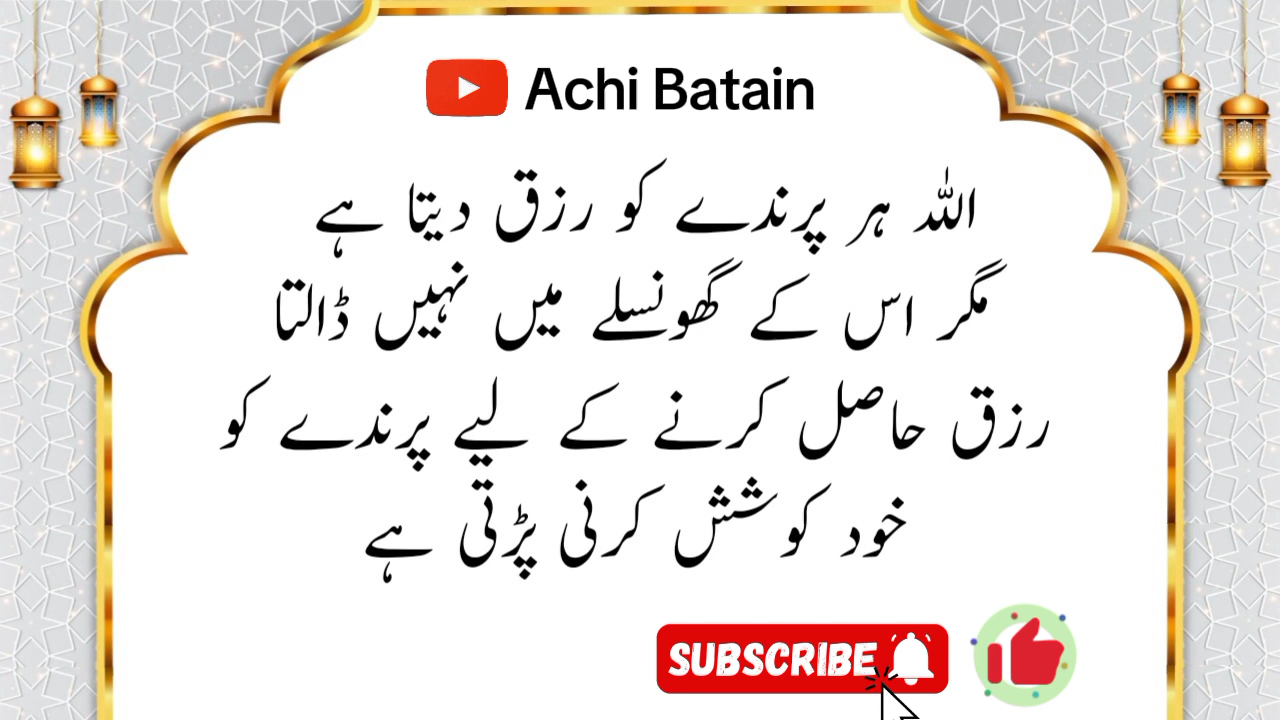 Achi Batain
اللہ ہر پرندے کو رزق دیتا ہے
مگر اس کے گھونسلے میں نہیں ڈالتا
رزق حاصل کرنے کے لیے پرندے کو
خود کوشش کرنی پڑتی ہے
SUBSCRIBE